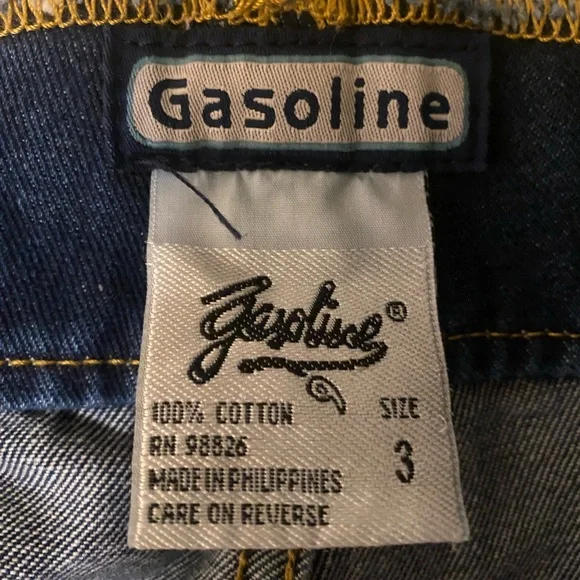 Gasoline
gasoline®
100% COTTON
SIZE
RN 98826
3
MADE IN PHILIPPINES
CARE ON REVERSE